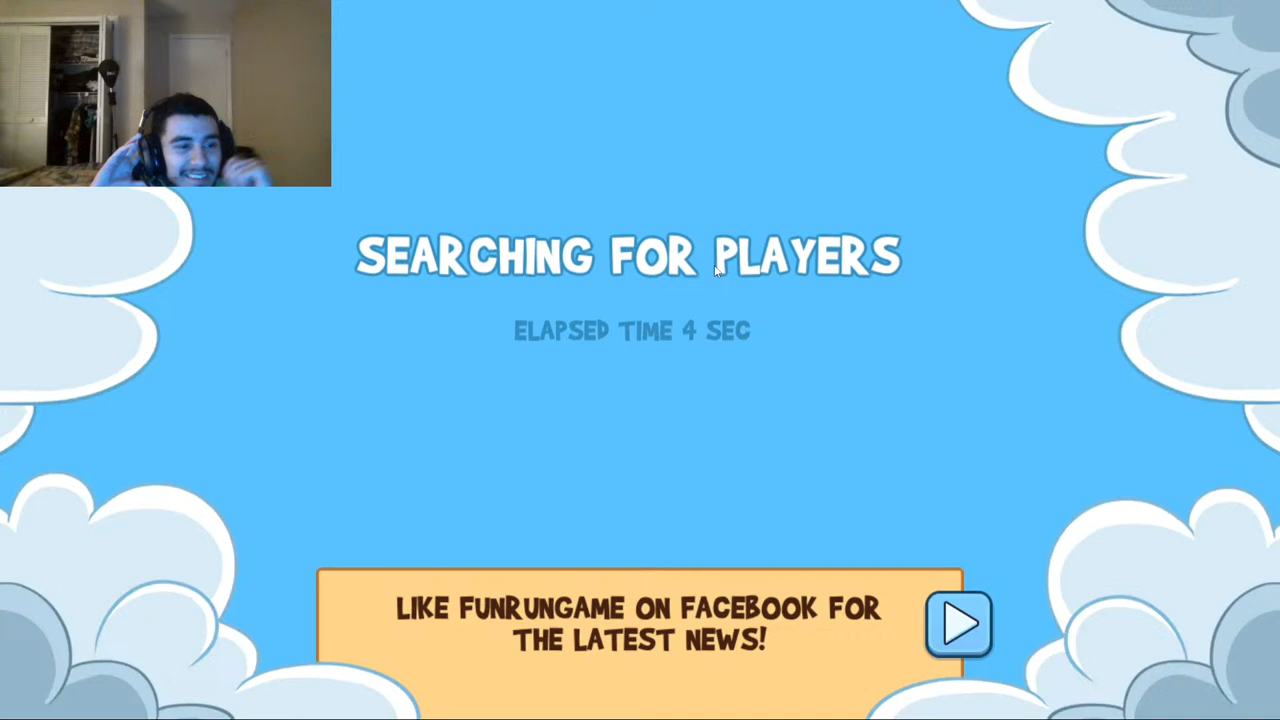 SEARCHING FOR PLAYERS
ELAPSED TIME 4 SEC
LIKE FUNRUNGAME ON FACEBOOK FOR
THE LATEST NEWS!